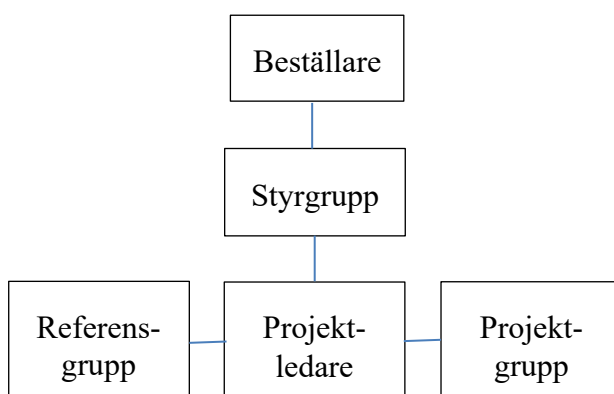 Beställare
Styrgrupp
Referens-
grupp
Projekt-
ledare
Projekt-
grupp